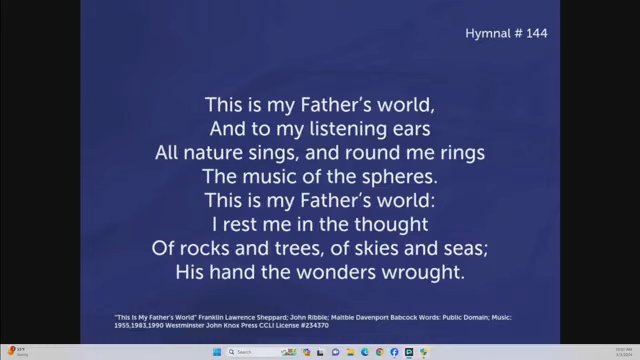 Hymnal # 144
This is my Father's world,
And to my listening ears
All nature sings, and round me rings
The music of the spheres.
This is my Father's world:
I rest me in the thought
Of rocks and trees, of skies and seas;
His hand the wonders wrought.
"This Is My Father's World" Franklin Lawrence Sheppard; John Ribble; Maltbie Davenport Babcock Words: Public Domain; Music:
1955,1983,1990 Westminster John Knox Press CCLI License #234370
Search